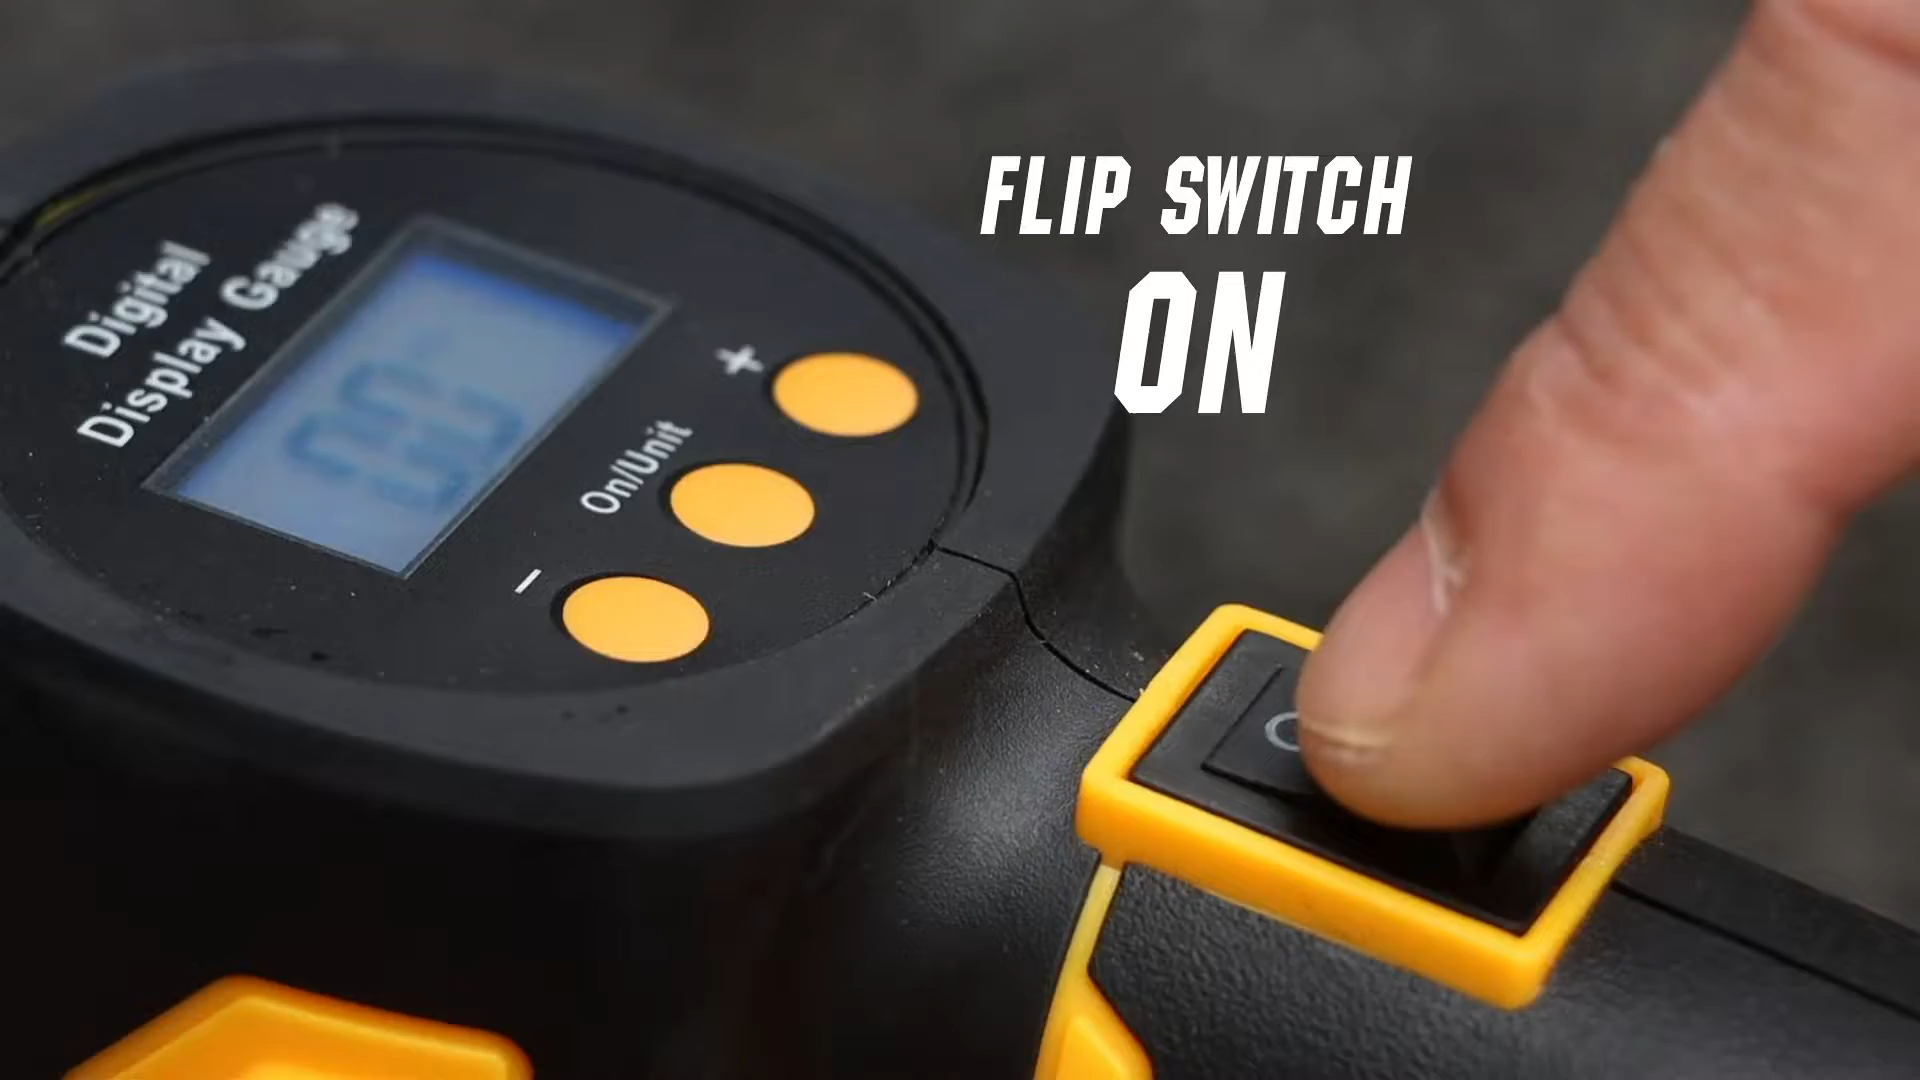 FLIP SWITCH
ON
Digital
Display Gauge
+
On/Unit
−